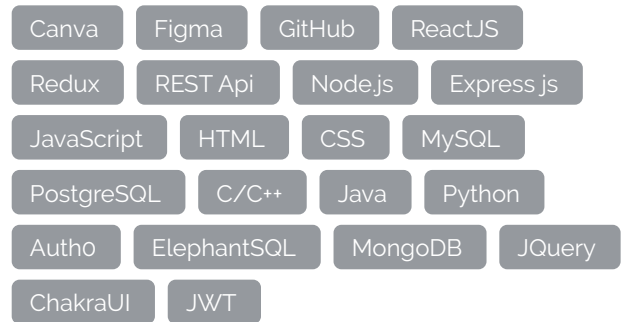 Canva Figma GitHub ReactJS
Redux REST Api Node.js Express js
JavaScript HTML CSS MySQL
PostgreSQL C/C++ Java Python
Auth0 ElephantSQL MongoDB JQuery
ChakraUI JWT